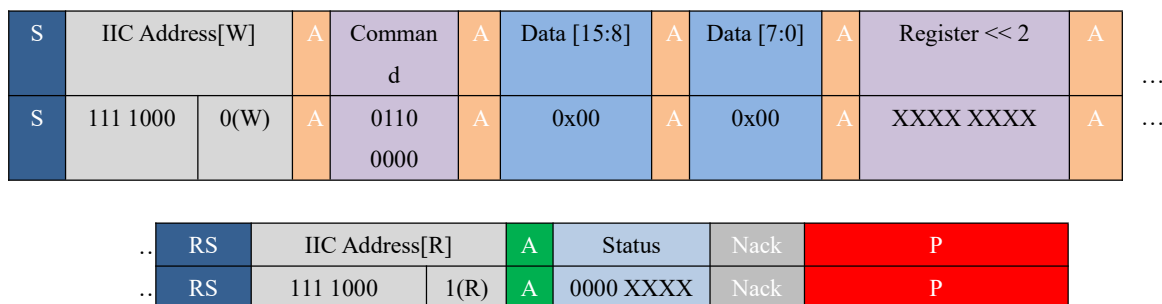 S IIC Address[W] A Comman A Data [15:8] A Data [7:0] A Register << 2 A
d
…
S 111 1000 0(W) A 0110 A 0x00 A 0x00 A XXXX XXXX A …
0000
.. RS IIC Address[R] A Status Nack P
.. RS 111 1000 1(R) A 0000 XXXX Nack P